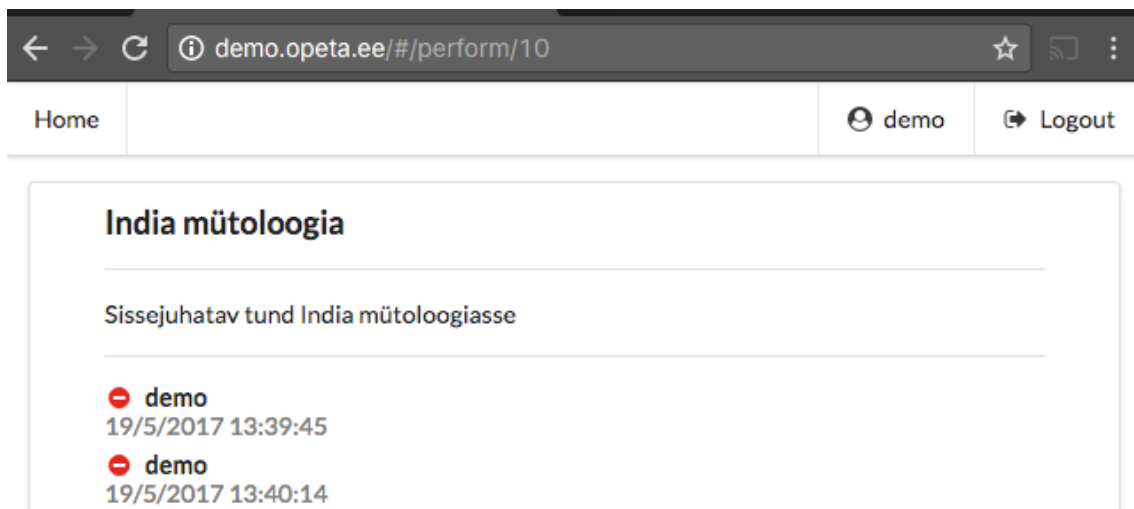 demo.opeta.ee/#/perform/10
Home demo Logout
India mütoloogia
Sissejuhatav tund India mütoloogiasse
demo
19/5/2017 13:39:45
demo
19/5/2017 13:40:14